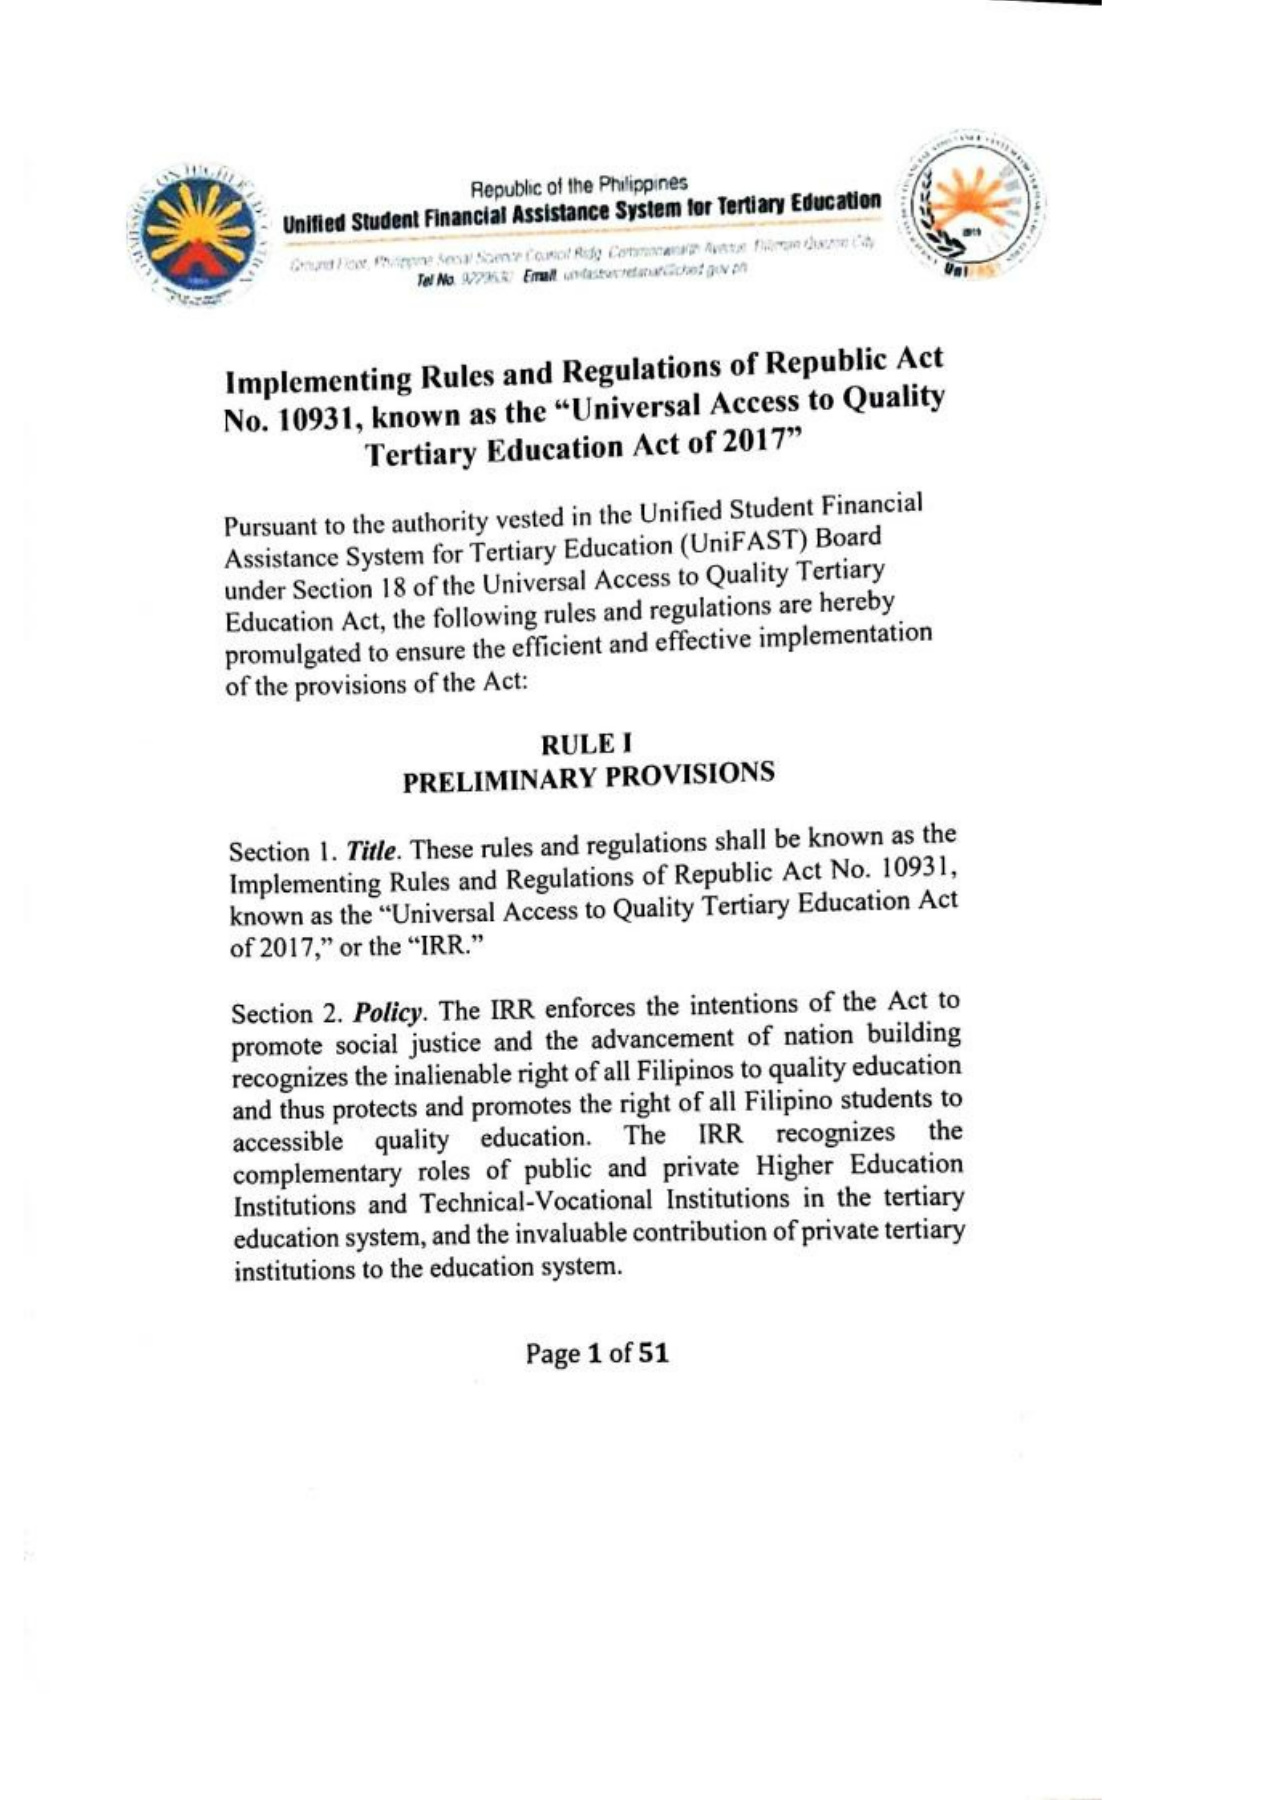 Republic of the Philippines
Unified Student Financial Assistance System for Tertiary Education
Ground Floor, Philippine Social Science Council Bldg Commonwealth Avenue Diliman Quezon City
Tel No. Email
Implementing Rules and Regulations of Republic Act
No. 10931, known as the “Universal Access to Quality
Tertiary Education Act of 2017”
Pursuant to the authority vested in the Unified Student Financial
Assistance System for Tertiary Education (UniFAST) Board
under Section 18 of the Universal Access to Quality Tertiary
Education Act, the following rules and regulations are hereby
promulgated to ensure the efficient and effective implementation
of the provisions of the Act:
RULE I
PRELIMINARY PROVISIONS
Section 1. Title. These rules and regulations shall be known as the
Implementing Rules and Regulations of Republic Act No. 10931,
known as the “Universal Access to Quality Tertiary Education Act
of 2017,” or the “IRR.”
Section 2. Policy. The IRR enforces the intentions of the Act to
promote social justice and the advancement of nation building
recognizes the inalienable right of all Filipinos to quality education
and thus protects and promotes the right of all Filipino students to
accessible quality education. The IRR recognizes the
complementary roles of public and private Higher Education
Institutions and Technical-Vocational Institutions in the tertiary
education system, and the invaluable contribution of private tertiary
institutions to the education system.
Page 1 of 51